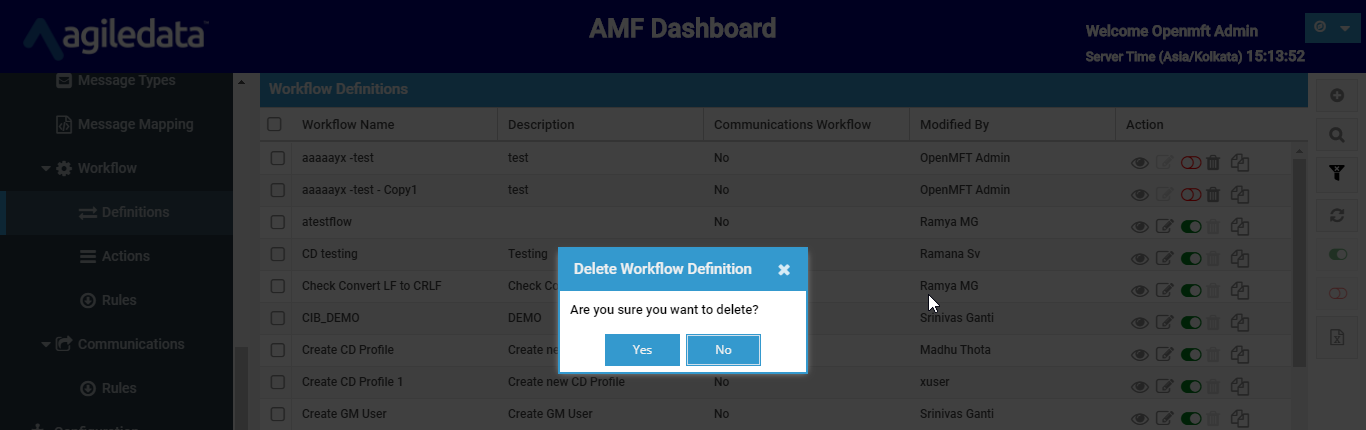 agiledata
AMF Dashboard
Welcome Openmft Admin
Server Time (Asia/Kolkata) 15:13:52
Message Types
Message Mapping
Workflow
Definitions
Actions
Rules
Communications
Rules
Configuration
Workflow Definitions
Workflow Name Description Communications Workflow Modified By Action
aaaaayx -test test No OpenMFT Admin
aaaaayx -test - Copy1 test No OpenMFT Admin
atestflow No Ramya MG
CD testing Testing Ramana Sv
Check Convert LF to CRLF Check Co Ramya MG
CIB_DEMO DEMO Srinivas Ganti
Create CD Profile Create ne Madhu Thota
Create CD Profile 1 Create new CD Profile No xuser
Create GM User Create GM User No Srinivas Ganti
Delete Workflow Definition
Are you sure you want to delete?
Yes No